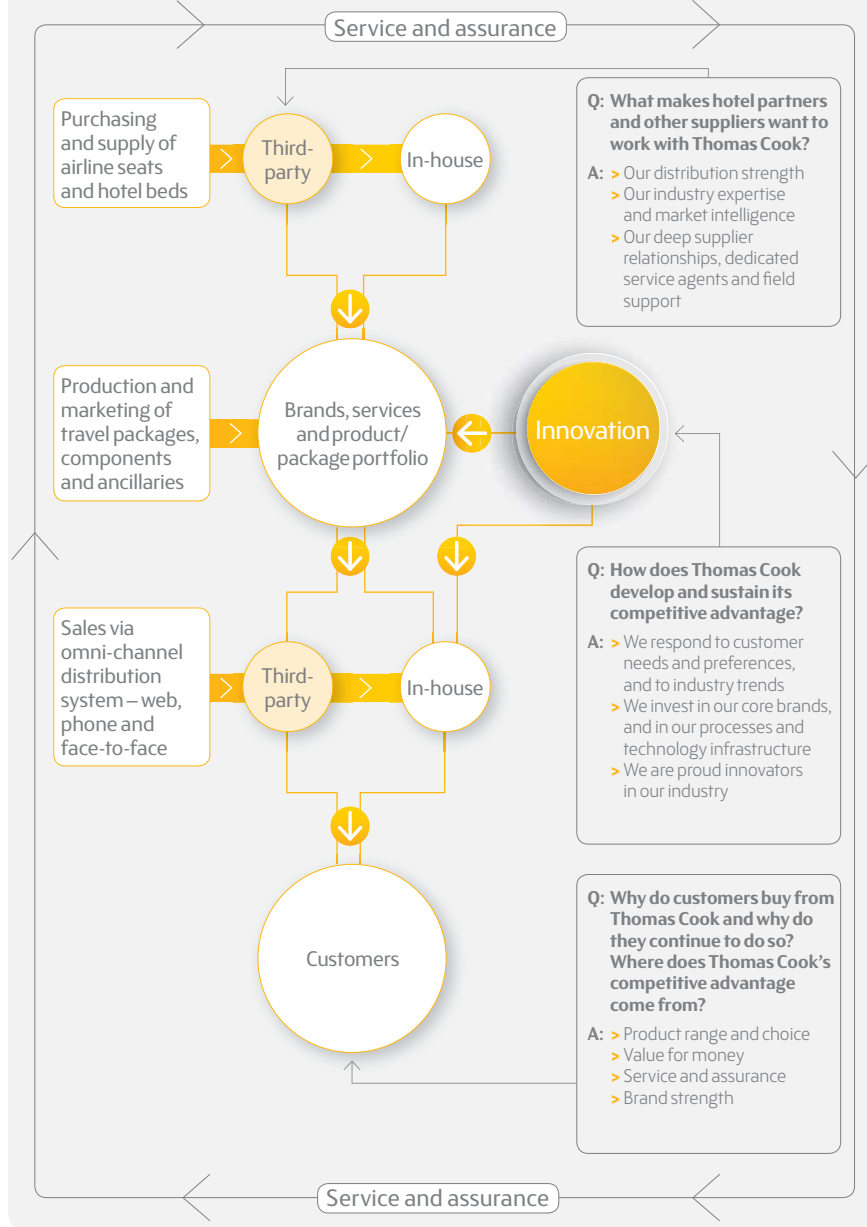 Service and assurance
Purchasing
and supply of
airline seats
and hotel beds
Third-
party
In-house
Q: What makes hotel partners
and other suppliers want to
work with Thomas Cook?
A: > Our distribution strength
> Our industry expertise
and market intelligence
> Our deep supplier
relationships, dedicated
service agents and field
support
Production and
marketing of
travel packages,
components
and ancillaries
Brands, services
and product/
package portfolio
Innovation
Q: How does Thomas Cook
develop and sustain its
competitive advantage?
A: > We respond to customer
needs and preferences,
and to industry trends
> We invest in our core brands,
and in our processes and
technology infrastructure
> We are proud innovators
in our industry
Sales via
omni-channel
distribution
system – web,
phone and
face-to-face
Third-
party
In-house
Customers
Q: Why do customers buy from
Thomas Cook and why do
they continue to do so?
Where does Thomas Cook’s
competitive advantage
come from?
A: > Product range and choice
> Value for money
> Service and assurance
> Brand strength
Service and assurance